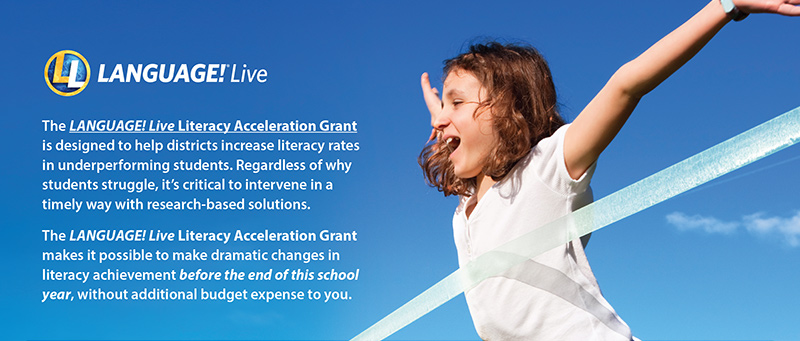 LL LANGUAGE! Live
The LANGUAGE! Live Literacy Acceleration Grant
is designed to help districts increase literacy rates
in underperforming students. Regardless of why
students struggle, it's critical to intervene in a
timely way with research-based solutions.
The LANGUAGE! Live Literacy Acceleration Grant
makes it possible to make dramatic changes in
literacy achievement before the end of this school
year, without additional budget expense to you.